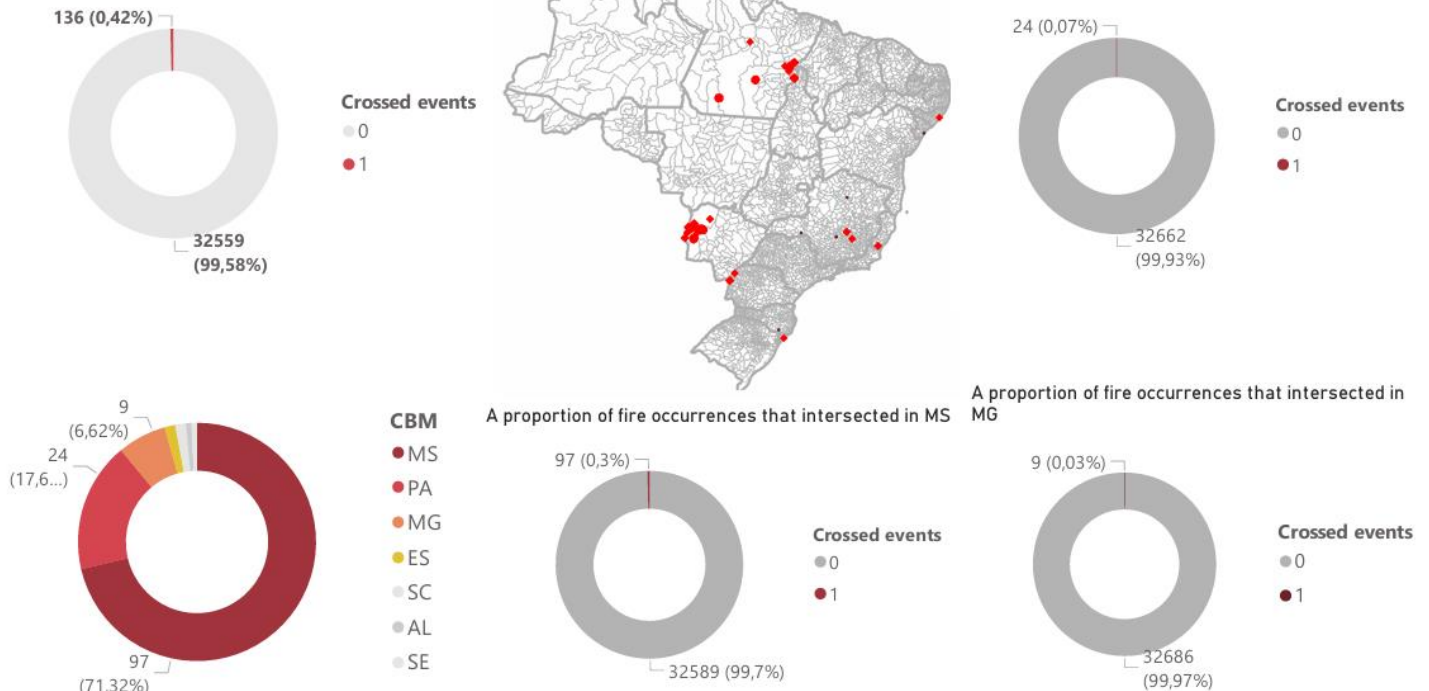 136 (0,42%)
Crossed events
0
1
32559
(99,58%)
24 (0,07%)
Crossed events
0
1
32662
(99,93%)
9
(6,62%)
24
(17,6...)
97
(71,32%)
CBM
MS
PA
MG
ES
SC
AL
SE
A proportion of fire occurrences that intersected in MS
97 (0,3%)
Crossed events
0
1
32589 (99,7%)
A proportion of fire occurrences that intersected in
MG
9 (0,03%)
Crossed events
0
1
32686
(99,97%)